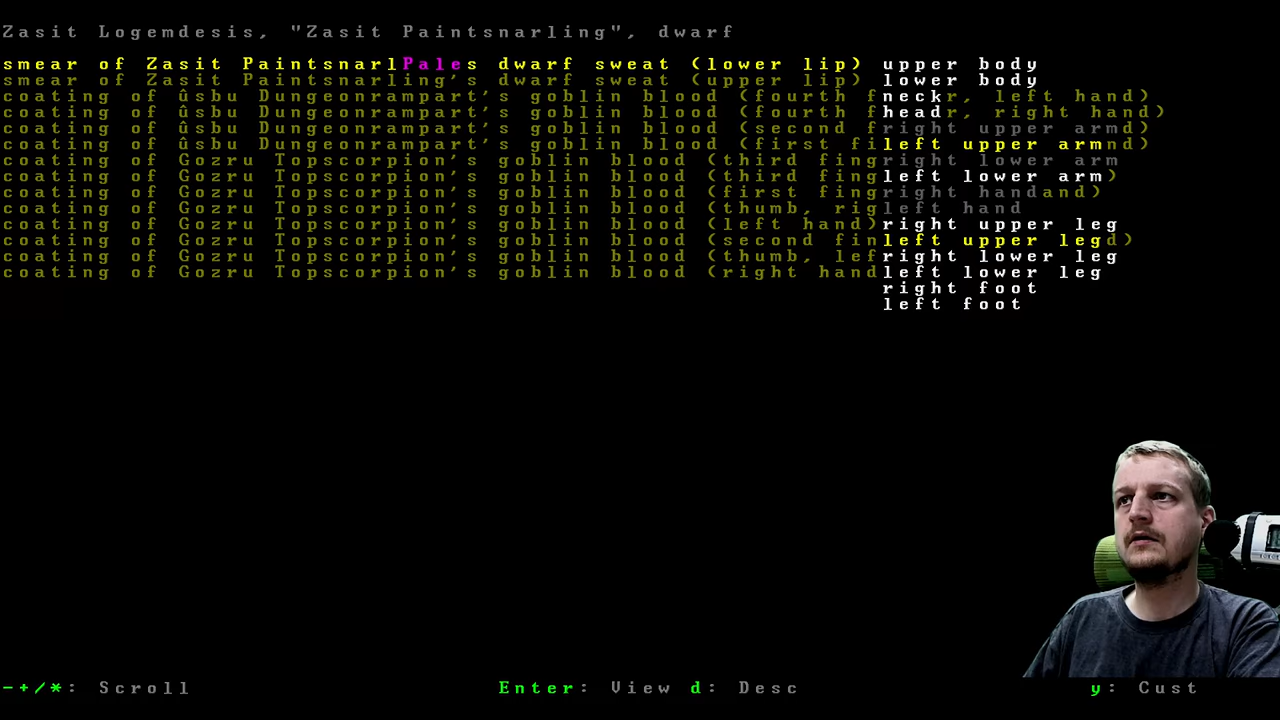 Zasit Logemdesis, "Zasit Paintsnarling", dwarf
smear of Zasit PaintsnarlPales dwarf sweat (lower lip) upper body
smear of Zasit Paintsnarling's dwarf sweat (upper lip) lower body
coating of ûsbu Dungeonrampart's goblin blood (fourth fneckr, left hand)
coating of ûsbu Dungeonrampart's goblin blood (fourth fheadr, right hand)
coating of ûsbu Dungeonrampart's goblin blood (second fright upper armd)
coating of ûsbu Dungeonrampart's goblin blood (first fileft upper armnd)
coating of Gozru Topscorpion's goblin blood (third fingright lower arm
coating of Gozru Topscorpion's goblin blood (third fingleft lower arm)
coating of Gozru Topscorpion's goblin blood (first fingright handand)
coating of Gozru Topscorpion's goblin blood (thumb, rigleft hand
coating of Gozru Topscorpion's goblin blood (left hand)right upper leg
coating of Gozru Topscorpion's goblin blood (second finleft upper legd)
coating of Gozru Topscorpion's goblin blood (thumb, lefright lower leg
coating of Gozru Topscorpion's goblin blood (right handleft lower leg
right foot
left foot
-+/*: Scroll Enter: View d: Desc y: Cust